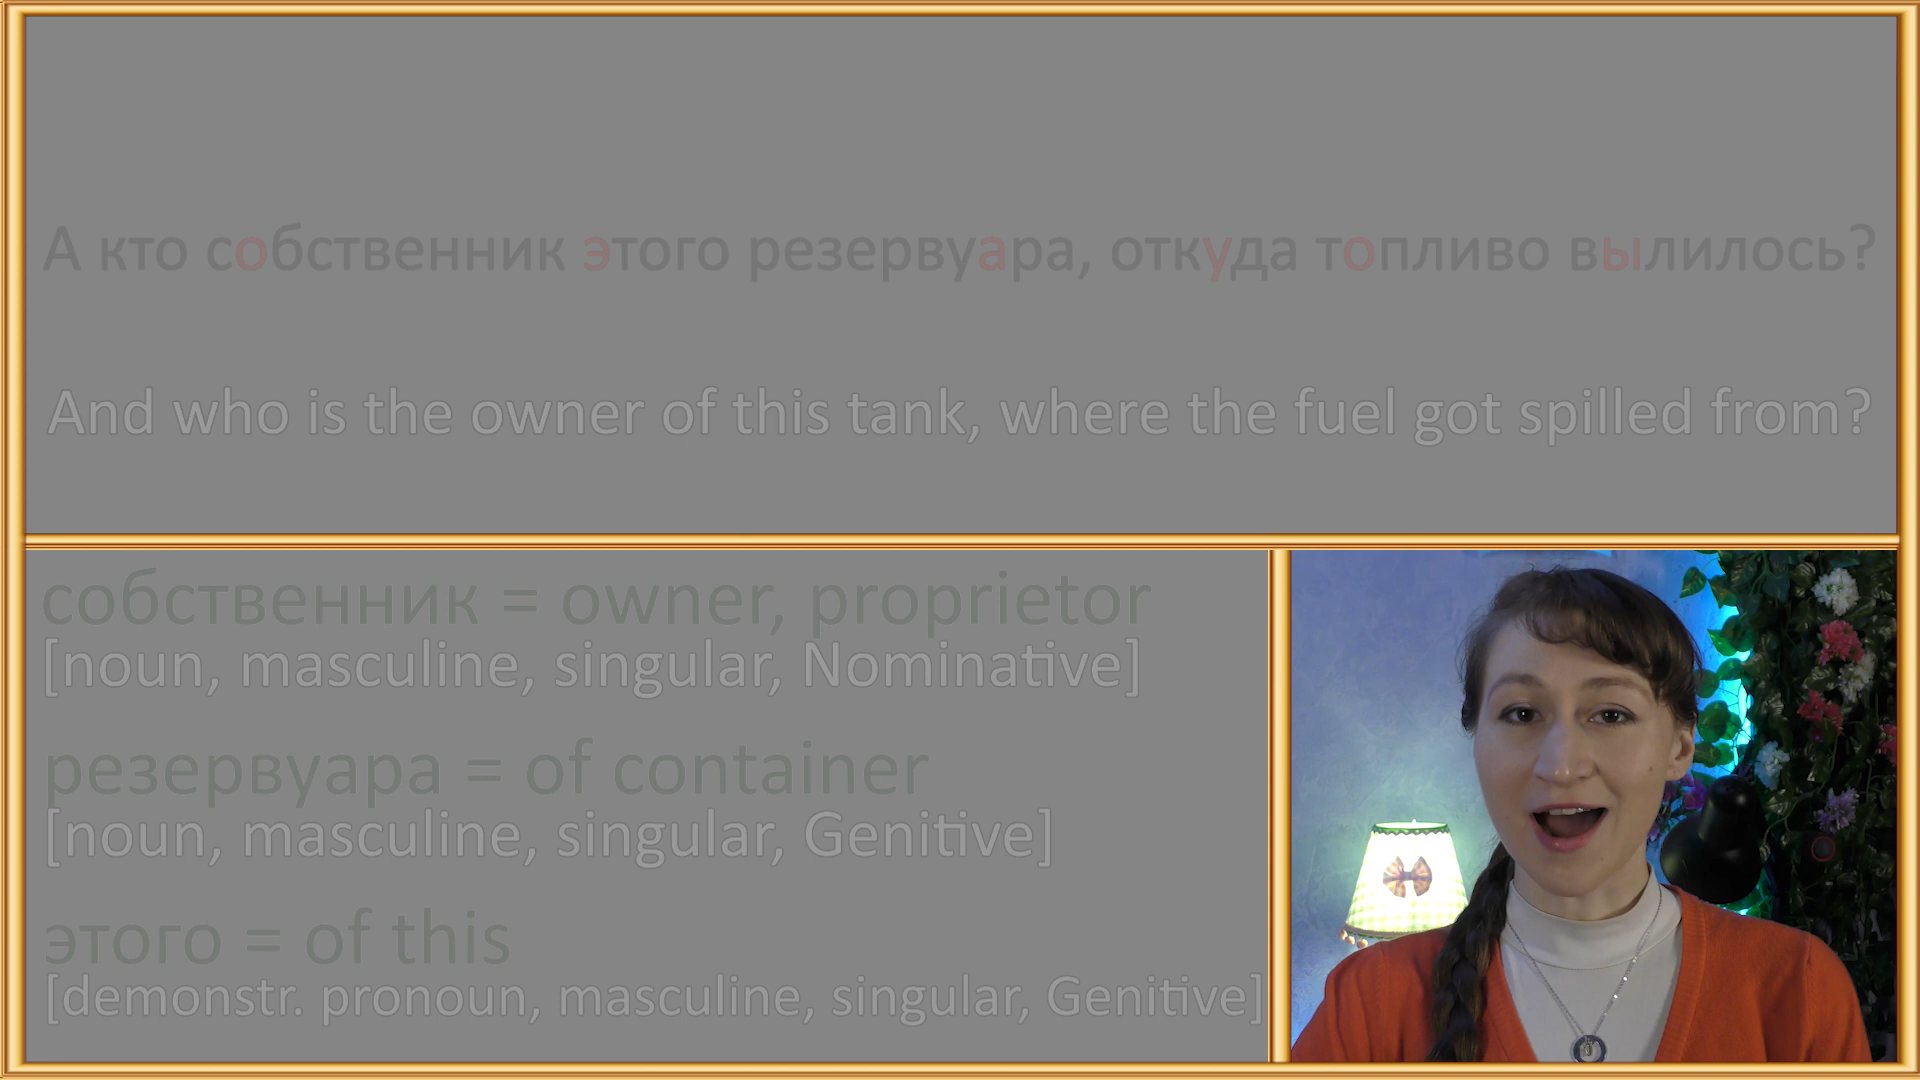 А кто собственник этого резервуара, откуда топливо вылилось?
And who is the owner of this tank, where the fuel got spilled from?
собственник = owner, proprietor
[noun, masculine, singular, Nominative]
резервуара = of container
[noun, masculine, singular, Genitive]
этого = of this
[demonstr. pronoun, masculine, singular, Genitive]